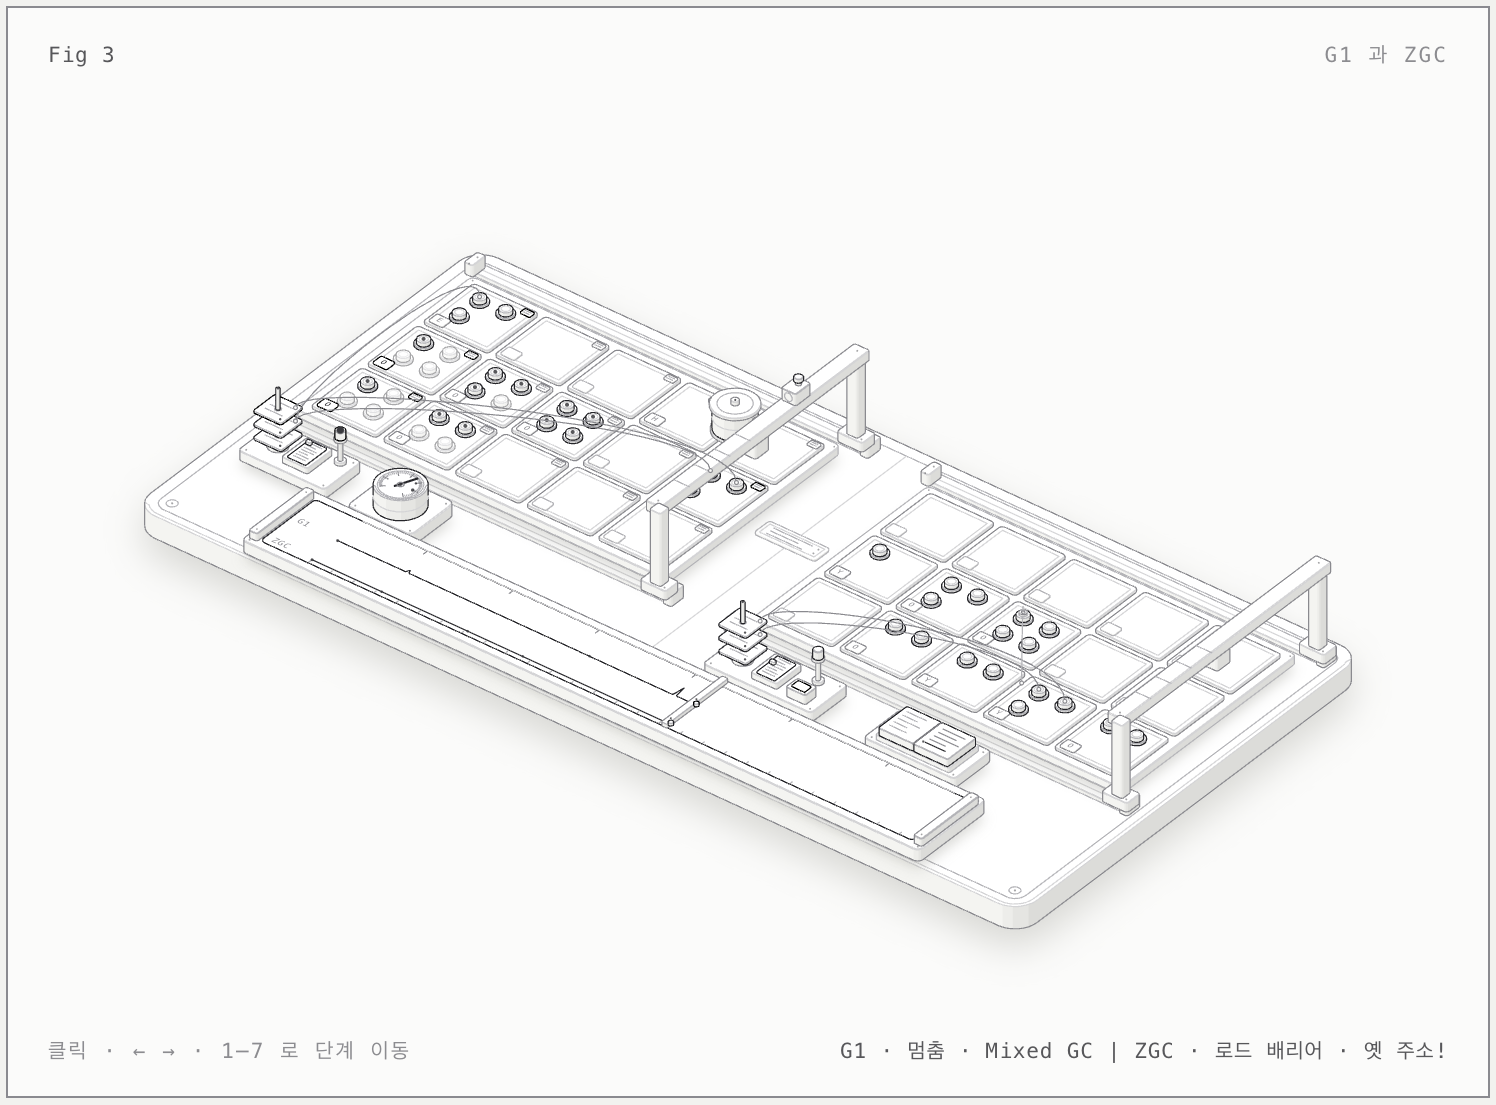 Fig 3
G1 과 ZGC
G1
ZGC
클릭 · ← → · 1—7 로 단계 이동
G1 · 멈춤 · Mixed GC | ZGC · 로드 배리어 · 옛 주소!